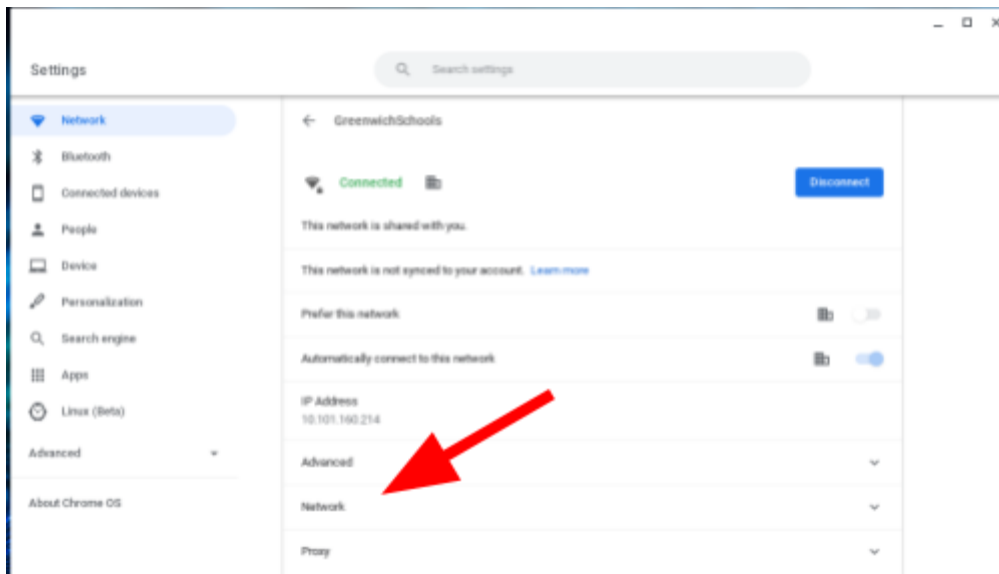 Settings
Search settings
Network
Bluetooth
Connected devices
People
Device
Personalization
Search engine
Apps
Linux (Beta)
Advanced
About Chrome OS
GreenwichSchools
Connected
Disconnect
This network is shared with you.
This network is not synced to your account. Learn more
Prefer this network
Automatically connect to this network
IP Address
10.101.160.214
Advanced
Network
Proxy